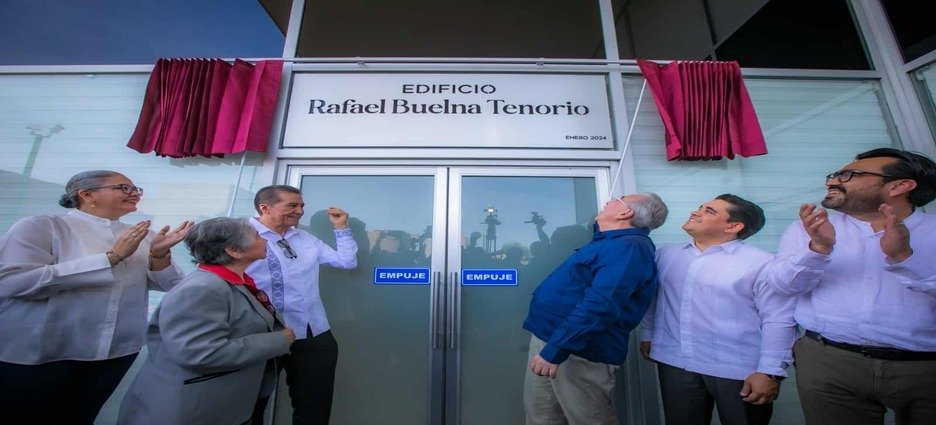 EDIFICIO
Rafael Buelna Tenorio
ENERO 2024
EMPUJE
EMPUJE